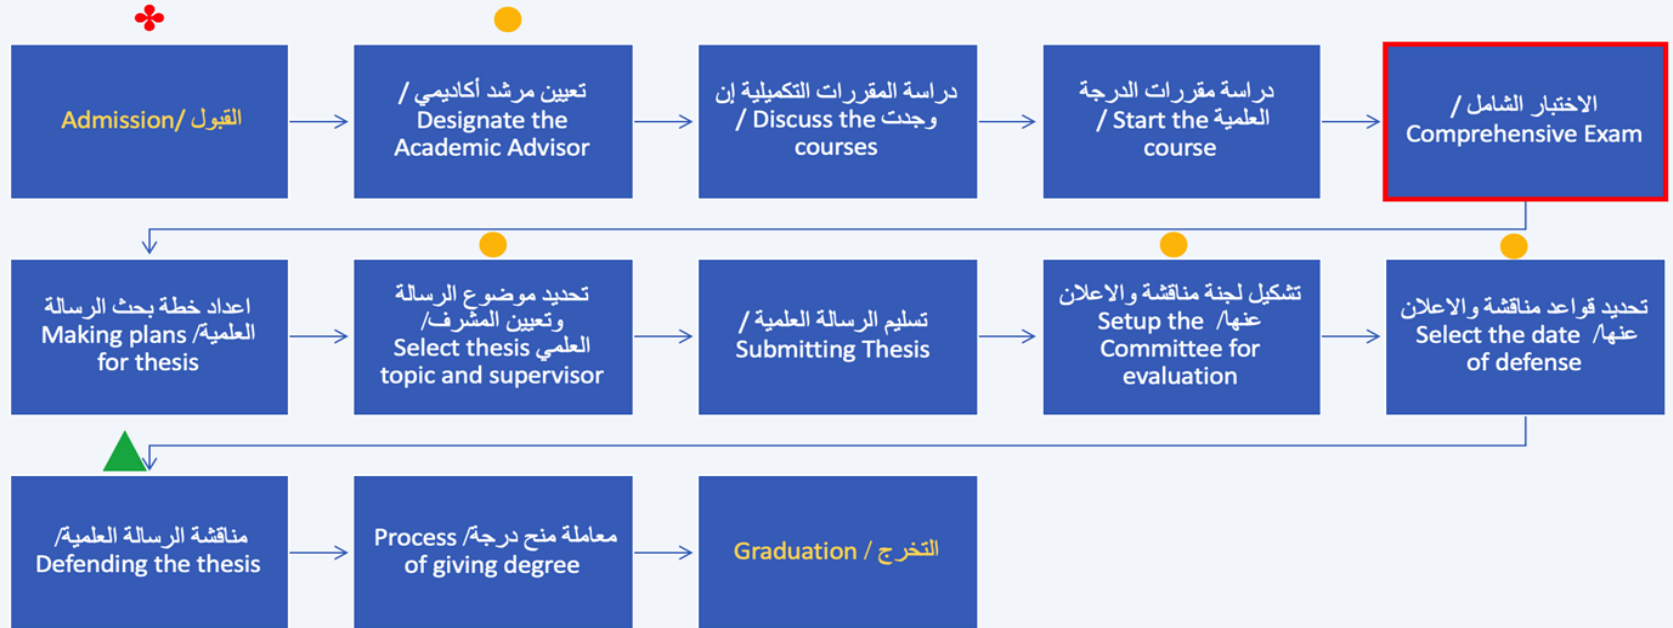 القبول /Admission
تعيين مرشد أكاديمي /
Designate the
Academic Advisor
دراسة المقررات التكميلية إن
وجدت / Discuss the
courses
دراسة مقررات الدرجة
العلمية / Start the
course
الاختبار الشامل /
Comprehensive Exam
اعداد خطة بحث الرسالة
العلمية/ Making plans
for thesis
تحديد موضوع الرسالة
وتعيين المشرف/
العلمي Select thesis
topic and supervisor
تسليم الرسالة العلمية /
Submitting Thesis
تشكيل لجنة مناقشة والاعلان
عنها/ Setup the
Committee for
evaluation
تحديد قواعد مناقشة والاعلان
عنها/ Select the date
of defense
مناقشة الرسالة العلمية/
Defending the thesis
معاملة منح درجة/ Process
of giving degree
التخرج / Graduation